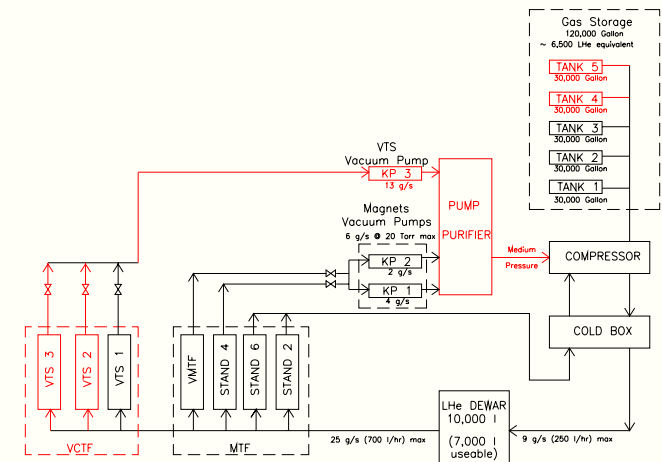 Gas Storage
120,000 Gallon
~ 6,500 LHe equivalent
TANK 5
30,000 Gallon
TANK 4
30,000 Gallon
TANK 3
30,000 Gallon
TANK 2
30,000 Gallon
TANK 1
30,000 Gallon
VTS
Vacuum Pump
KP 3
13 g/s
Magnets
Vacuum Pumps
6 g/s @ 20 Torr max
KP 2
2 g/s
KP 1
4 g/s
PUMP
PURIFIER
Medium
Pressure
COMPRESSOR
COLD BOX
VTS 3
VTS 2
VTS 1
VCTF
VMTF
STAND 4
STAND 6
STAND 2
MTF
25 g/s (700 l/hr) max
LHe DEWAR
10,000 l
(7,000 l
useable)
9 g/s (250 l/hr) max